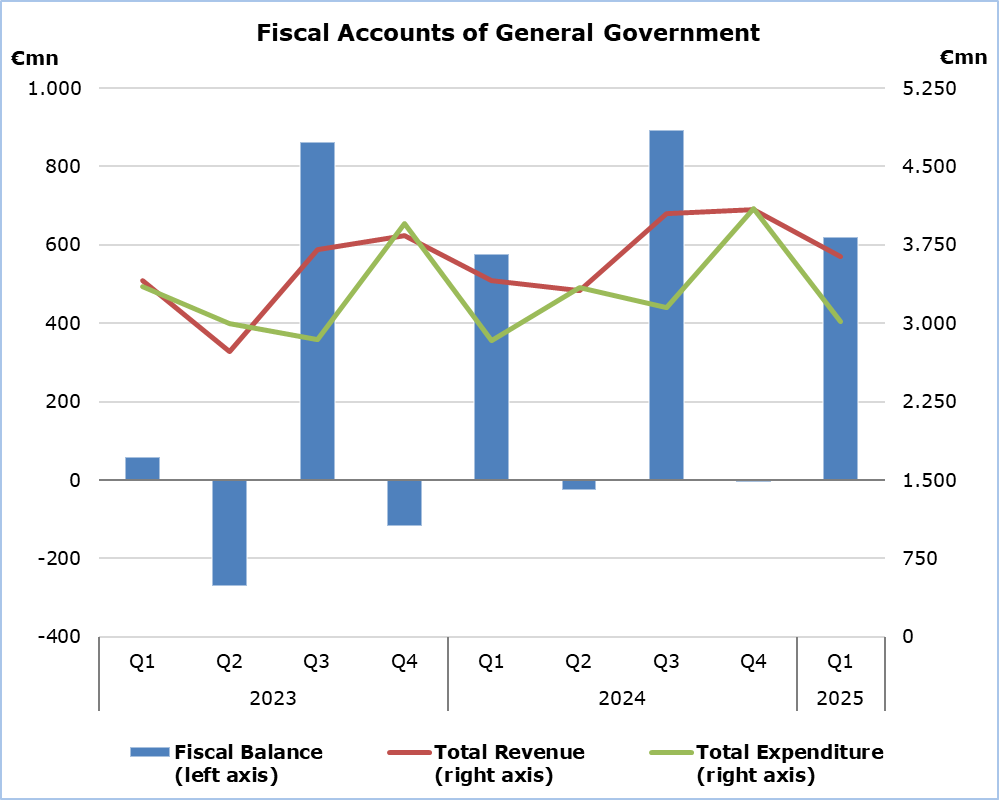 Fiscal Accounts of General Government
€mn
€mn
1.000
800
600
400
200
0
-200
-400
5.250
4.500
3.750
3.000
2.250
1.500
750
0
Q1 Q2 Q3 Q4 Q1 Q2 Q3 Q4 Q1
2023 2024 2025
Fiscal Balance
(left axis)
Total Revenue
(right axis)
Total Expenditure
(right axis)